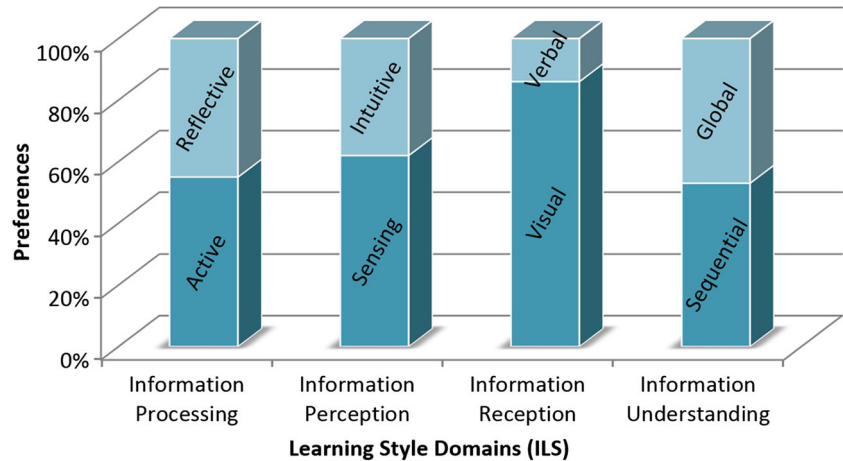 100%
80%
60%
40%
20%
0%
Preferences
Reflective
Active
Intuitive
Sensing
Verbal
Visual
Global
Sequential
Information
Processing
Information
Perception
Information
Reception
Information
Understanding
Learning Style Domains (ILS)